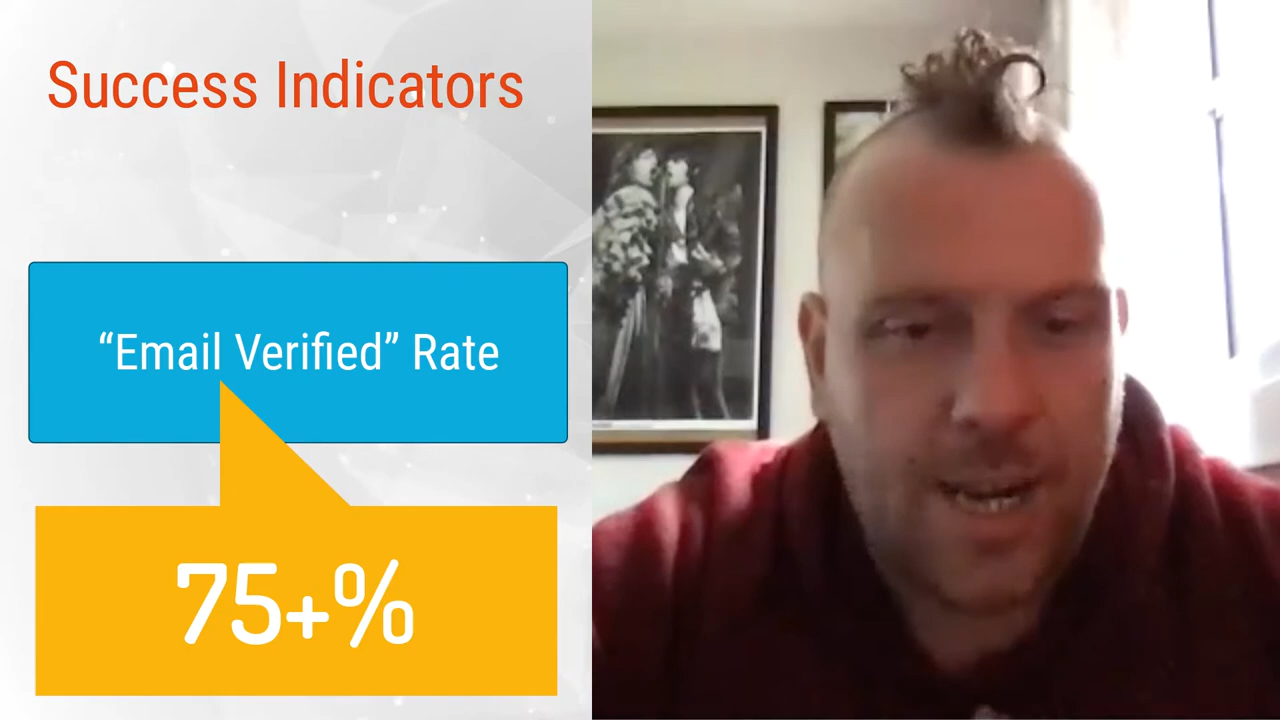 Success Indicators
“Email Verified” Rate
75+%